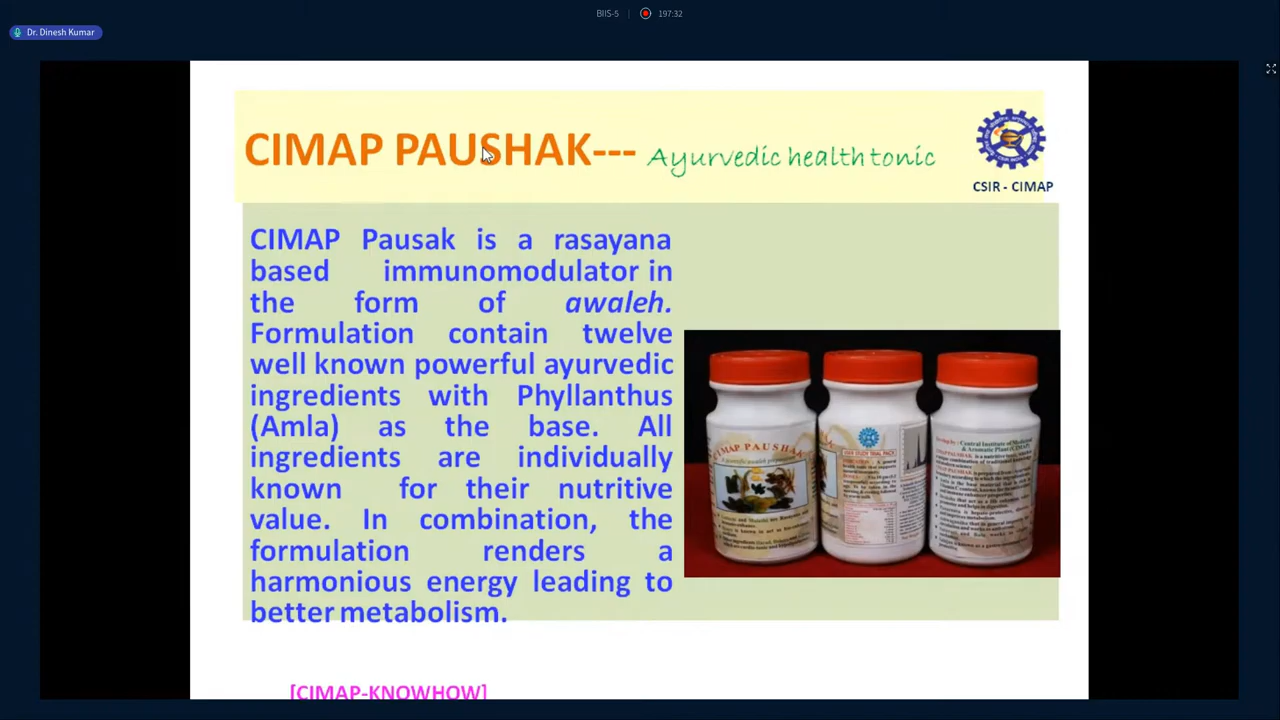 BIIS-5 197:32
Dr. Dinesh Kumar
CIMAP PAUSHAK--- Ayurvedic health tonic
CSIR - CIMAP
CIMAP Pausak is a rasayana
based immunomodulator in
the form of awaleh.
Formulation contain twelve
well known powerful ayurvedic
ingredients with Phyllanthus
(Amla) as the base. All
ingredients are individually
known for their nutritive
value. In combination, the
formulation renders a
harmonious energy leading to
better metabolism.
CIMAP PAUSHAK
[CIMAP-KNOWHOW]